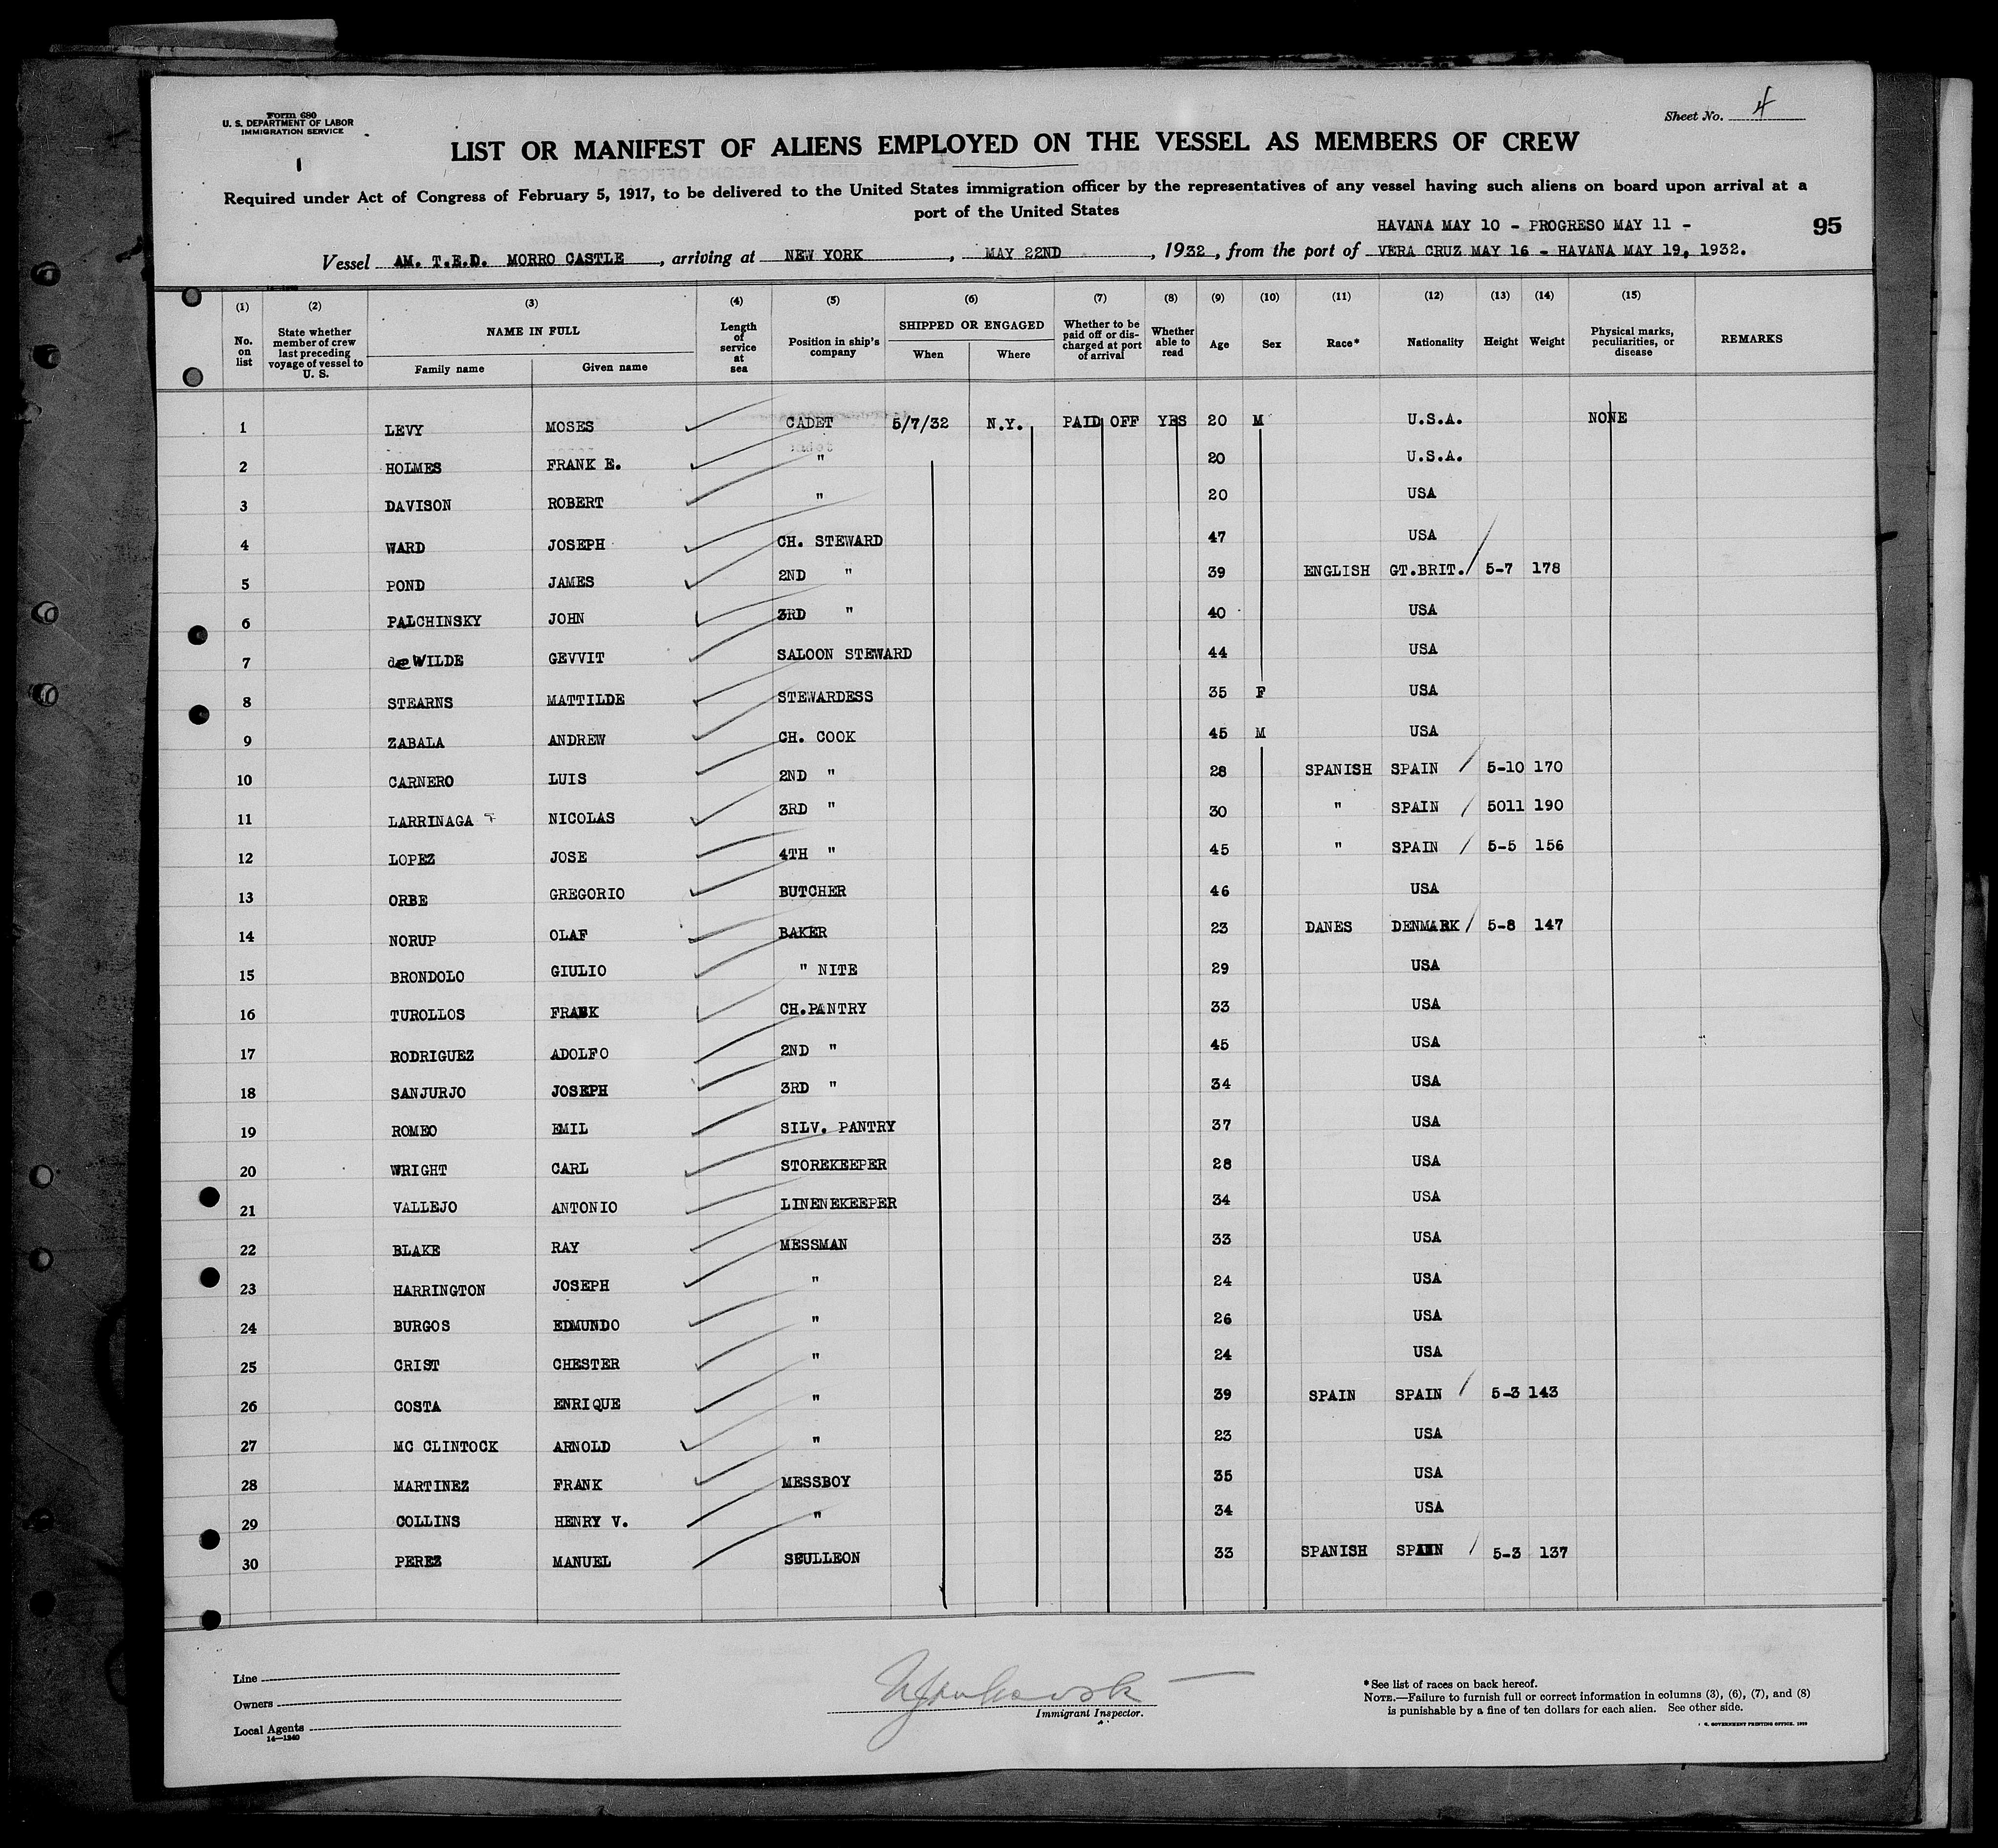 Form 680
U. S. DEPARTMENT OF LABOR
IMMIGRATION SERVICE
Sheet No. 4
LIST OR MANIFEST OF ALIENS EMPLOYED ON THE VESSEL AS MEMBERS OF CREW
Required under Act of Congress of February 5, 1917, to be delivered to the United States immigration officer by the representatives of any vessel having such aliens on board upon arrival at a
port of the United States
HAVANA MAY 10 - PROGRESO MAY 11 -
95
Vessel AM. T.E.D. MORRO CASTLE, arriving at NEW YORK, MAY 22ND, 1932, from the port of VERA CRUZ MAY 16 - HAVANA MAY 19, 1932.
(1) (2) (3) (4) (5) (6) (7) (8) (9) (10) (11) (12) (13) (14) (15)
No. on list State whether member of crew last preceding voyage of vessel to U. S. NAME IN FULL Family name Given name Length of service at sea Position in ship's company SHIPPED OR ENGAGED When Where Whether to be paid off or discharged at port of arrival Whether able to read Age Sex Race* Nationality Height Weight Physical marks, peculiarities, or disease REMARKS
1 LEVY MOSES CADET 5/7/32 N.Y. PAID OFF YES 20 M U.S.A. NONE
2 HOLMES FRANK E. " 20 U.S.A.
3 DAVISON ROBERT " 20 USA
4 WARD JOSEPH CH. STEWARD 47 USA
5 POND JAMES 2ND " 39 ENGLISH GT.BRIT. 5-7 178
6 PALCHINSKY JOHN 3RD " 40 USA
7 deWILDE GEVVIT SALOON STEWARD 44 USA
8 STEARNS MATTILDE STEWARDESS 35 F USA
9 ZABALA ANDREW CH. COOK 45 M USA
10 CARNERO LUIS 2ND " 28 SPANISH SPAIN 5-10 170
11 LARRINAGA NICOLAS 3RD " 30 " SPAIN 5011 190
12 LOPEZ JOSE 4TH " 45 " SPAIN 5-5 156
13 ORBE GREGORIO BUTCHER 46 USA
14 NORUP OLAF BAKER 23 DANES DENMARK 5-8 147
15 BRONDOLO GIULIO " NITE 29 USA
16 TUROLLOS FRANK CH.PANTRY 33 USA
17 RODRIGUEZ ADOLFO 2ND " 45 USA
18 SANJURJO JOSEPH 3RD " 34 USA
19 ROMEO EMIL SILV. PANTRY 37 USA
20 WRIGHT CARL STOREKEEPER 28 USA
21 VALLEJO ANTONIO LINENEKEEPER 34 USA
22 BLAKE RAY MESSMAN 33 USA
23 HARRINGTON JOSEPH " 24 USA
24 BURGOS EDMUNDO " 26 USA
25 CRIST CHESTER " 24 USA
26 COSTA ENRIQUE " 39 SPAIN SPAIN 5-3 143
27 MC CLINTOCK ARNOLD " 23 USA
28 MARTINEZ FRANK MESSBOY 35 USA
29 COLLINS HENRY V. " 34 USA
30 PEREZ MANUEL SCULLEON 33 SPANISH SPAIN 5-3 137
Line
Owners
Local Agents
14—1240
Immigrant Inspector.
*See list of races on back hereof.
NOTE.—Failure to furnish full or correct information in columns (3), (6), (7), and (8)
is punishable by a fine of ten dollars for each alien. See other side.
GOVERNMENT PRINTING OFFICE